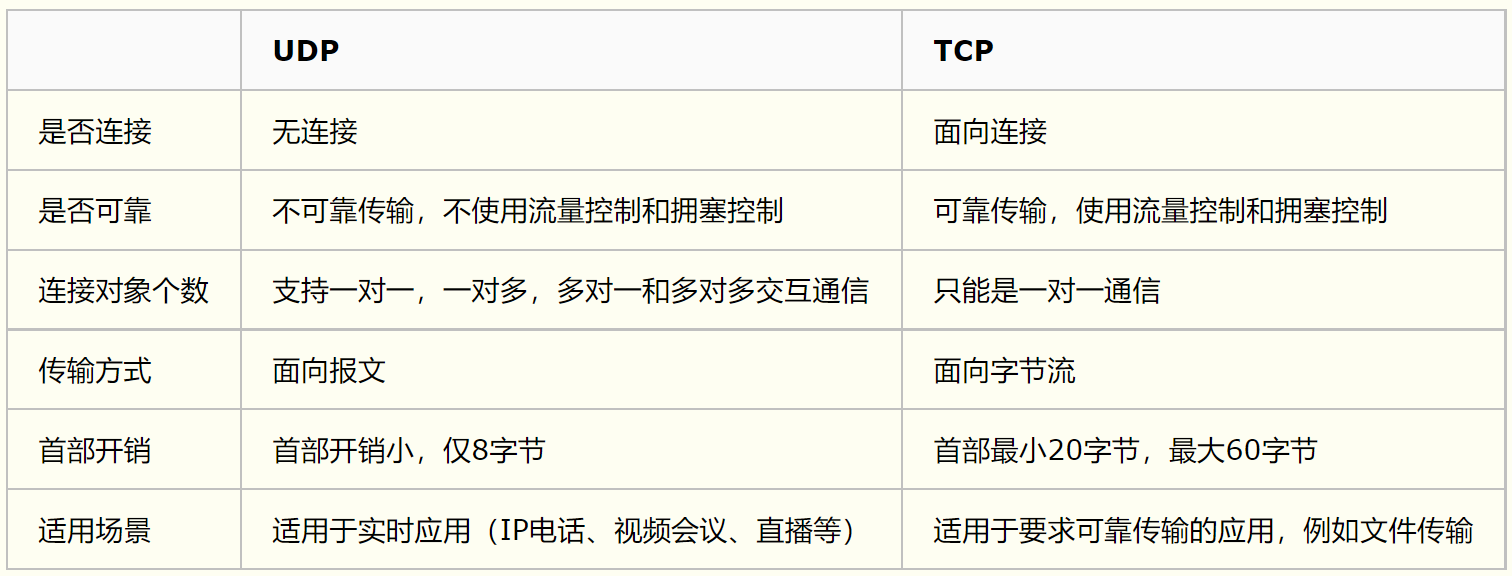 UDP TCP
是否连接 无连接 面向连接
是否可靠 不可靠传输，不使用流量控制和拥塞控制 可靠传输，使用流量控制和拥塞控制
连接对象个数 支持一对一，一对多，多对一和多对多交互通信 只能是一对一通信
传输方式 面向报文 面向字节流
首部开销 首部开销小，仅8字节 首部最小20字节，最大60字节
适用场景 适用于实时应用（IP电话、视频会议、直播等） 适用于要求可靠传输的应用，例如文件传输